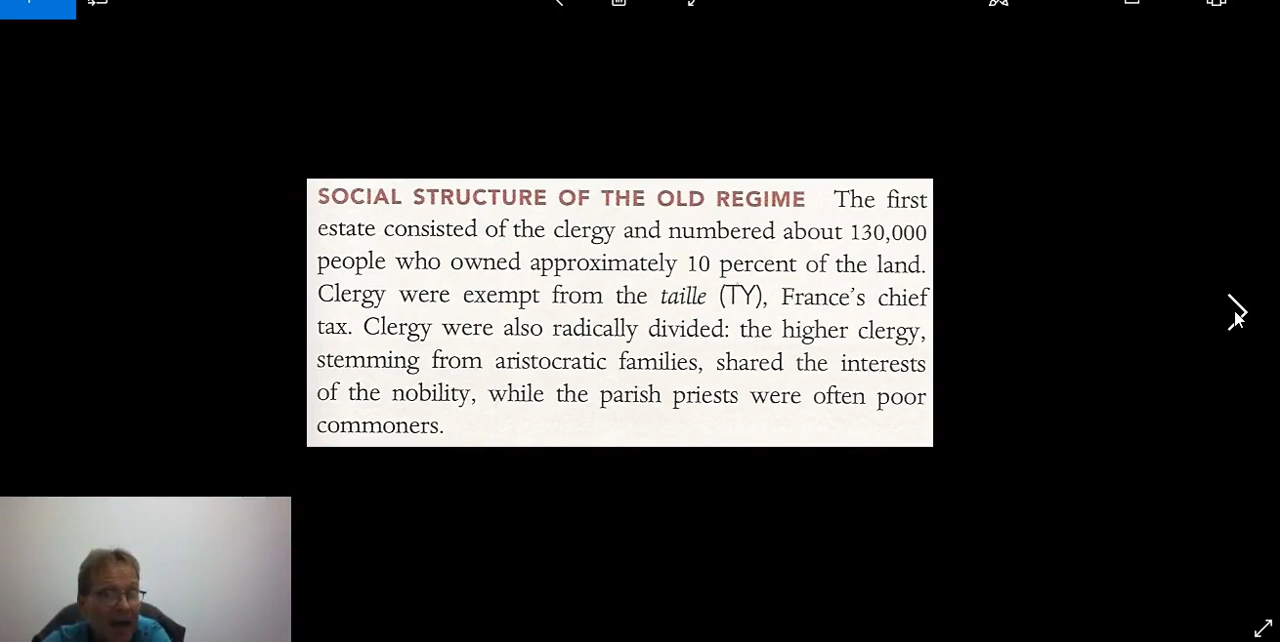 SOCIAL STRUCTURE OF THE OLD REGIME The first
estate consisted of the clergy and numbered about 130,000
people who owned approximately 10 percent of the land.
Clergy were exempt from the taille (TY), France's chief
tax. Clergy were also radically divided: the higher clergy,
stemming from aristocratic families, shared the interests
of the nobility, while the parish priests were often poor
commoners.